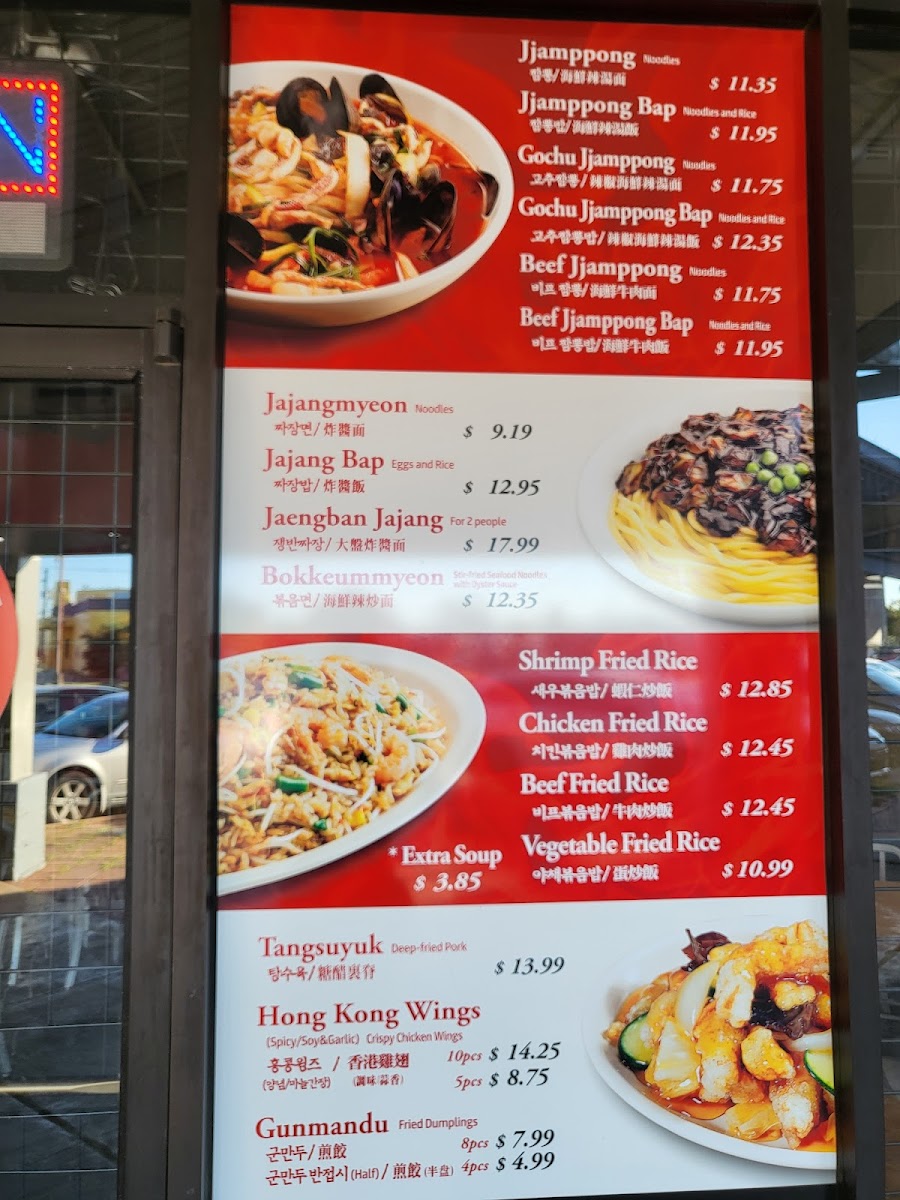 Jjamppong Noodles
짬뽕/海鮮辣湯面 $ 11.35
Jjamppong Bap Noodles and Rice
짬뽕밥/海鮮辣湯飯 $ 11.95
Gochu Jjamppong Noodles
고추짬뽕/辣椒海鮮辣湯面 $ 11.75
Gochu Jjamppong Bap Noodles and Rice
고추짬뽕밥/辣椒海鮮辣湯飯 $ 12.35
Beef Jjamppong Noodles
비프 짬뽕/海鮮牛肉面 $ 11.75
Beef Jjamppong Bap Noodles and Rice
비프 짬뽕밥/海鮮牛肉飯 $ 11.95
Jajangmyeon Noodles
짜장면/炸醬面 $ 9.19
Jajang Bap Eggs and Rice
짜장밥/炸醬飯 $ 12.95
Jaengban Jajang For 2 people
쟁반짜장/大盤炸醬面 $ 17.99
Bokkeummyeon Stir-fried Seafood Noodles
with Oyster Sauce
볶음면/海鮮辣炒面 $ 12.35
Shrimp Fried Rice
새우볶음밥/蝦仁炒飯 $ 12.85
Chicken Fried Rice
치킨볶음밥/雞肉炒飯 $ 12.45
Beef Fried Rice
비프볶음밥/牛肉炒飯 $ 12.45
Vegetable Fried Rice
야채볶음밥/蛋炒飯 $ 10.99
* Extra Soup
$ 3.85
Tangsuyuk Deep-fried Pork
탕수육/糖醋裏脊 $ 13.99
Hong Kong Wings
(Spicy/Soy&Garlic) Crispy Chicken Wings
홍콩윙즈 / 香港雞翅 10pcs $ 14.25
(양념/마늘간장) (調味/蒜香) 5pcs $ 8.75
Gunmandu Fried Dumplings
군만두/煎餃 8pcs $ 7.99
군만두 반접시 (Half) / 煎餃 (半盘) 4pcs $ 4.99